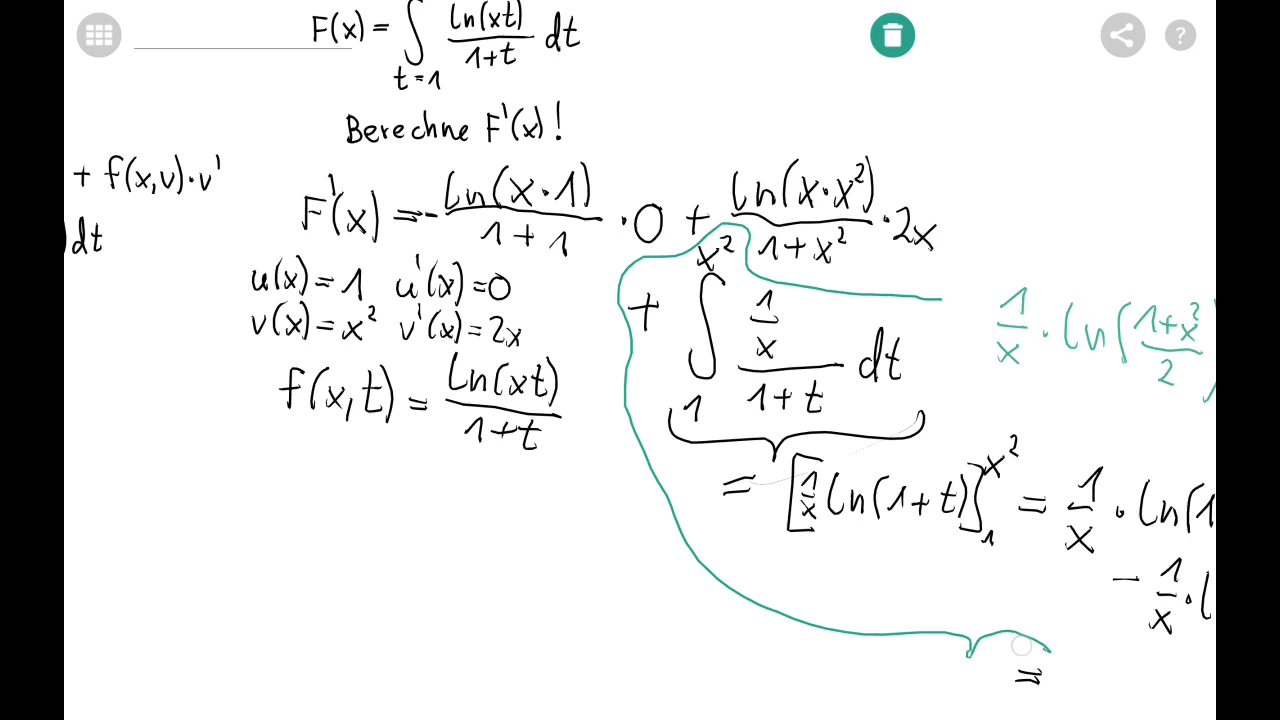 F(x) = ∫ ln(xt)/(1+t) dt
t=1
Berechne F'(x)!
+ f(x,v)·v'
dt
F'(x) = - ln(x·1)/(1+1) ·0 + ln(x·x²)/(1+x²) ·2x
u(x)=1 u'(x)=0
v(x)=x² v'(x)=2x
f(x,t) = ln(xt)/(1+t)
+ ∫₁^x² (1/x)/(1+t) dt
1/x · ln((1+x²)/2)
= [1/x ln(1+t)]₁^x² = 1/x · ln(1
- 1/x ·
=
?